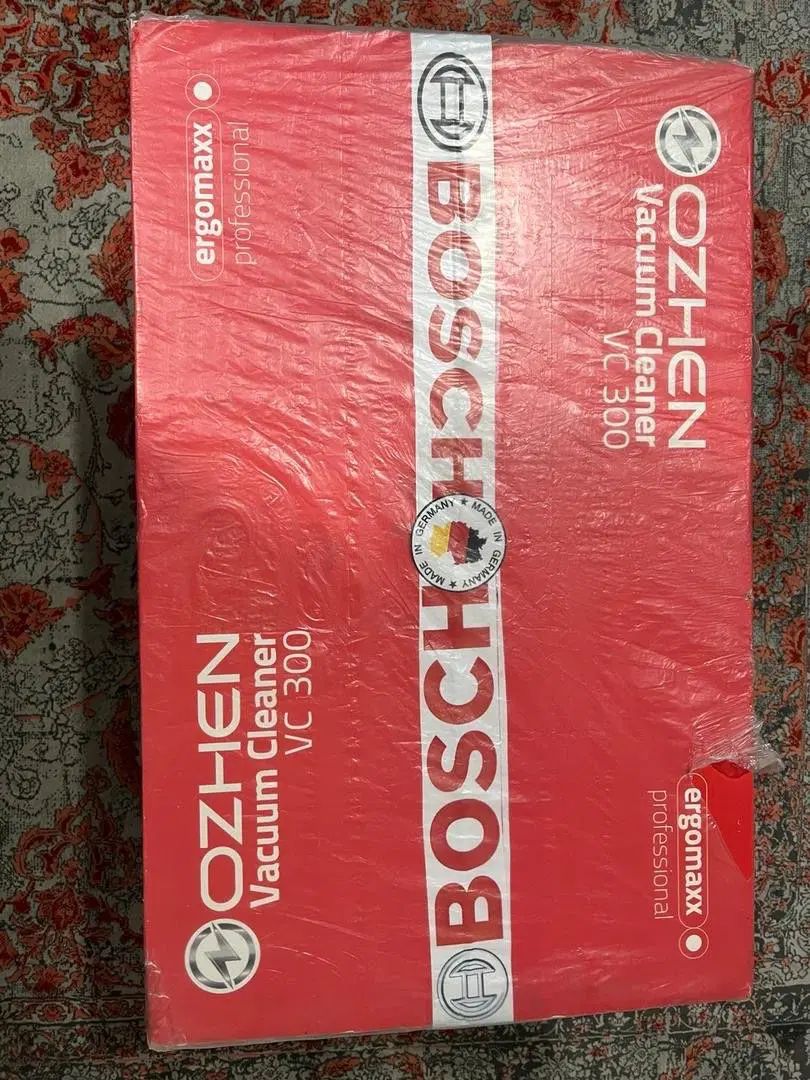 ergomaxx
professional
BOSCH
OZHEN
Vacuum Cleaner
VC 300
MADE IN GERMANY ★ MADE IN GERMANY ★
OZHEN
Vacuum Cleaner
VC 300
BOSCH
ergomaxx
professional